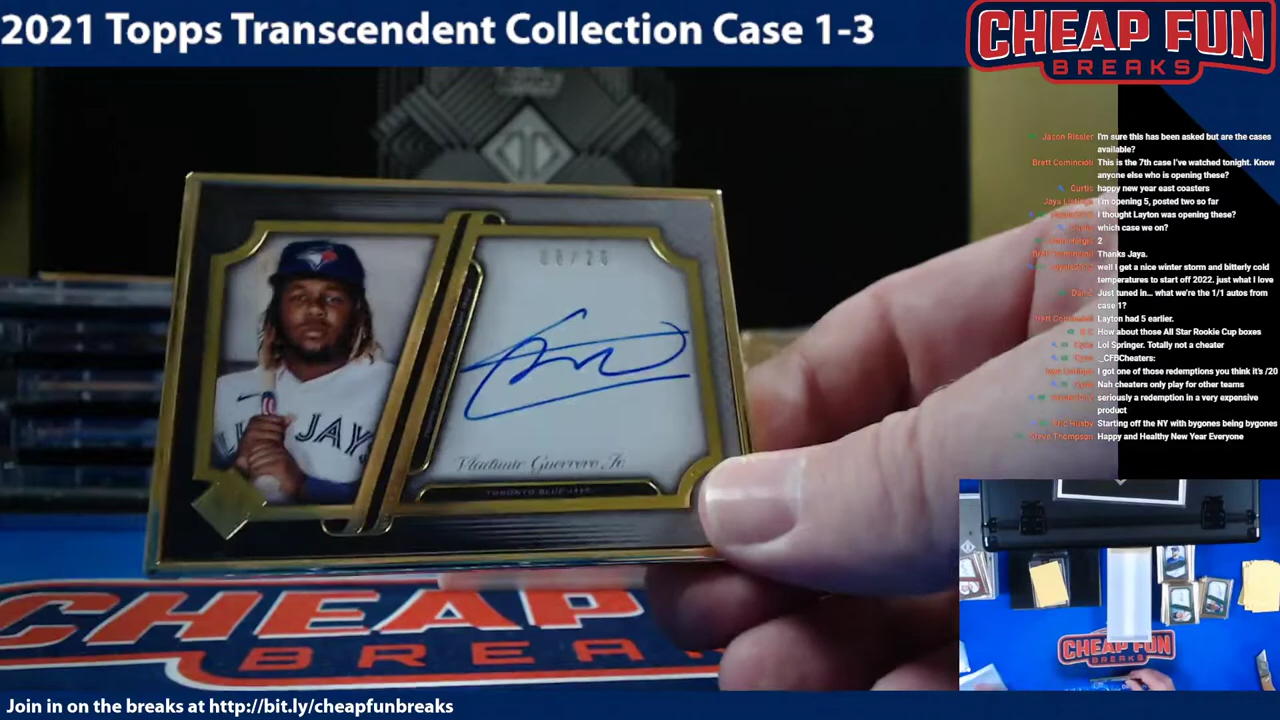 2021 Topps Transcendent Collection Case 1-3
CHEAP FUN
BREAKS
Jason Rissler I'm sure this has been asked but are the cases
available?
Brett Comincioli This is the 7th case I've watched tonight. Know
anyone else who is opening these?
Curtis happy new year east coasters
Jaya I'm opening 5, posted two so far
I thought Layton was opening these?
which case we on?
2
Thanks Jaya.
well I get a nice winter storm and bitterly cold
temperatures to start off 2022. just what I love
Just tuned in... what we're the 1/1 autos from
case 1?
Layton had 5 earlier.
How about those All Star Rookie Cup boxes
Lol Springer. Totally not a cheater
_CFBCheaters:
I got one of those redemptions you think it's /20
Nah cheaters only play for other teams
seriously a redemption in a very expensive
product
Eric Husby Starting off the NY with bygones being bygones
Steve Thompson Happy and Healthy New Year Everyone
JAYS
Vladimir Guerrero Jr.
TORONTO BLUE JAYS
CHEAP
BREAKS
CHEAP FUN
BREAKS
Join in on the breaks at http://bit.ly/cheapfunbreaks